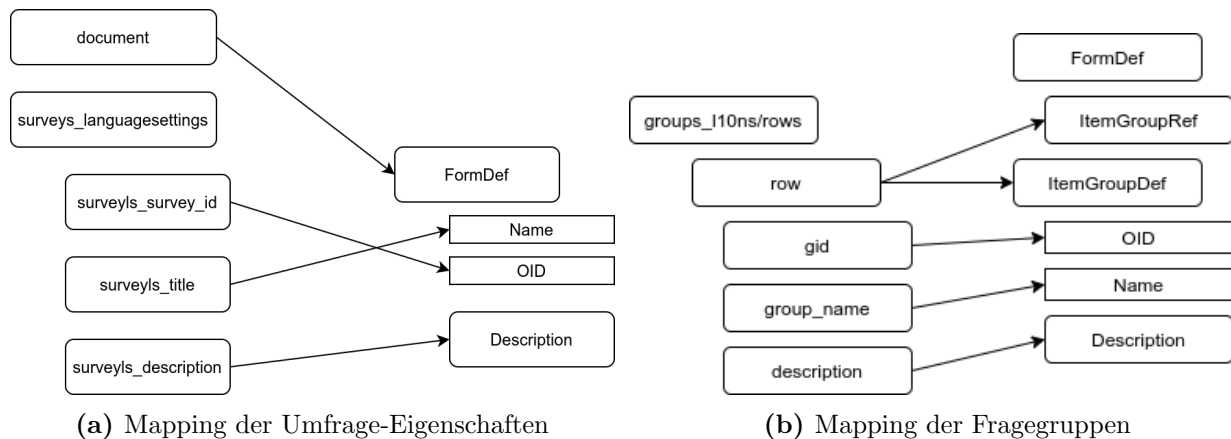 document
surveys_languagesettings
FormDef
surveyls_survey_id
Name
OID
surveyls_title
Description
surveyls_description
(a) Mapping der Umfrage-Eigenschaften
FormDef
groups_l10ns/rows
ItemGroupRef
row
ItemGroupDef
gid
OID
group_name
Name
description
Description
(b) Mapping der Fragegruppen